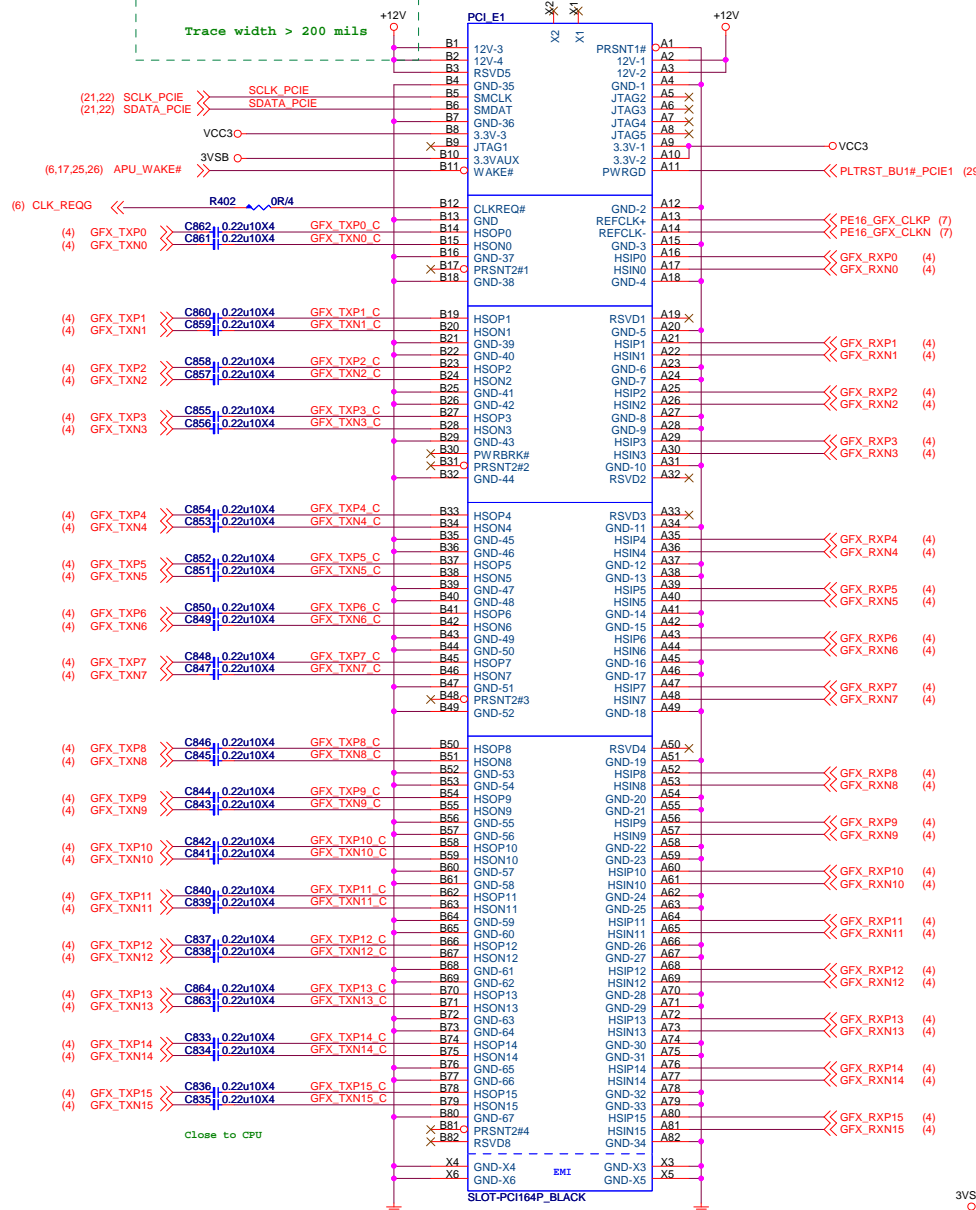 X2 X1
+12V PCI_E1 +12V
X2 X1
Trace width > 200 mils
B1 12V-3 PRSNT1# A1
B2 12V-4 12V-1 A2
B3 RSVD5 12V-2 A3
B4 GND-35 GND-1 A4
(21,22) SCLK_PCIE SCLK_PCIE B5 SMCLK JTAG2 A5
(21,22) SDATA_PCIE SDATA_PCIE B6 SMDAT JTAG3 A6
B7 GND-36 JTAG4 A7
VCC3 B8 3.3V-3 JTAG5 A8
B9 JTAG1 3.3V-1 A9 VCC3
3VSB B10 3.3VAUX 3.3V-2 A10
(6,17,25,26) APU_WAKE# B11 WAKE# PWRGD A11 PLTRST_BU1#_PCIE1
(6) CLK_REQG R402 0R/4 B12 CLKREQ# GND-2 A12
B13 GND REFCLK+ A13 PE16_GFX_CLKP (7)
(4) GFX_TXP0 C862 0.22u10X4 GFX_TXP0_C B14 HSOP0 REFCLK- A14 PE16_GFX_CLKN (7)
(4) GFX_TXN0 C861 0.22u10X4 GFX_TXN0_C B15 HSON0 GND-3 A15
B16 GND-37 HSIP0 A16 GFX_RXP0 (4)
B17 PRSNT2#1 HSIN0 A17 GFX_RXN0 (4)
B18 GND-38 GND-4 A18
(4) GFX_TXP1 C860 0.22u10X4 GFX_TXP1_C B19 HSOP1 RSVD1 A19
(4) GFX_TXN1 C859 0.22u10X4 GFX_TXN1_C B20 HSON1 GND-5 A20
B21 GND-39 HSIP1 A21 GFX_RXP1 (4)
B22 GND-40 HSIN1 A22 GFX_RXN1 (4)
(4) GFX_TXP2 C858 0.22u10X4 GFX_TXP2_C B23 HSOP2 GND-6 A23
(4) GFX_TXN2 C857 0.22u10X4 GFX_TXN2_C B24 HSON2 GND-7 A24
B25 GND-41 HSIP2 A25 GFX_RXP2 (4)
B26 GND-42 HSIN2 A26 GFX_RXN2 (4)
(4) GFX_TXP3 C855 0.22u10X4 GFX_TXP3_C B27 HSOP3 GND-8 A27
(4) GFX_TXN3 C856 0.22u10X4 GFX_TXN3_C B28 HSON3 GND-9 A28
B29 GND-43 HSIP3 A29 GFX_RXP3 (4)
B30 PWRBRK# HSIN3 A30 GFX_RXN3 (4)
B31 PRSNT2#2 GND-10 A31
B32 GND-44 RSVD2 A32
(4) GFX_TXP4 C854 0.22u10X4 GFX_TXP4_C B33 HSOP4 RSVD3 A33
(4) GFX_TXN4 C853 0.22u10X4 GFX_TXN4_C B34 HSON4 GND-11 A34
B35 GND-45 HSIP4 A35 GFX_RXP4 (4)
B36 GND-46 HSIN4 A36 GFX_RXN4 (4)
(4) GFX_TXP5 C852 0.22u10X4 GFX_TXP5_C B37 HSOP5 GND-12 A37
(4) GFX_TXN5 C851 0.22u10X4 GFX_TXN5_C B38 HSON5 GND-13 A38
B39 GND-47 HSIP5 A39 GFX_RXP5 (4)
B40 GND-48 HSIN5 A40 GFX_RXN5 (4)
(4) GFX_TXP6 C850 0.22u10X4 GFX_TXP6_C B41 HSOP6 GND-14 A41
(4) GFX_TXN6 C849 0.22u10X4 GFX_TXN6_C B42 HSON6 GND-15 A42
B43 GND-49 HSIP6 A43 GFX_RXP6 (4)
B44 GND-50 HSIN6 A44 GFX_RXN6 (4)
(4) GFX_TXP7 C848 0.22u10X4 GFX_TXP7_C B45 HSOP7 GND-16 A45
(4) GFX_TXN7 C847 0.22u10X4 GFX_TXN7_C B46 HSON7 GND-17 A46
B47 GND-51 HSIP7 A47 GFX_RXP7 (4)
B48 PRSNT2#3 HSIN7 A48 GFX_RXN7 (4)
B49 GND-52 GND-18 A49
(4) GFX_TXP8 C846 0.22u10X4 GFX_TXP8_C B50 HSOP8 RSVD4 A50
(4) GFX_TXN8 C845 0.22u10X4 GFX_TXN8_C B51 HSON8 GND-19 A51
B52 GND-53 HSIP8 A52 GFX_RXP8 (4)
B53 GND-54 HSIN8 A53 GFX_RXN8 (4)
(4) GFX_TXP9 C844 0.22u10X4 GFX_TXP9_C B54 HSOP9 GND-20 A54
(4) GFX_TXN9 C843 0.22u10X4 GFX_TXN9_C B55 HSON9 GND-21 A55
B56 GND-55 HSIP9 A56 GFX_RXP9 (4)
B57 GND-56 HSIN9 A57 GFX_RXN9 (4)
(4) GFX_TXP10 C842 0.22u10X4 GFX_TXP10_C B58 HSOP10 GND-22 A58
(4) GFX_TXN10 C841 0.22u10X4 GFX_TXN10_C B59 HSON10 GND-23 A59
B60 GND-57 HSIP10 A60 GFX_RXP10 (4)
B61 GND-58 HSIN10 A61 GFX_RXN10 (4)
(4) GFX_TXP11 C840 0.22u10X4 GFX_TXP11_C B62 HSOP11 GND-24 A62
(4) GFX_TXN11 C839 0.22u10X4 GFX_TXN11_C B63 HSON11 GND-25 A63
B64 GND-59 HSIP11 A64 GFX_RXP11 (4)
B65 GND-60 HSIN11 A65 GFX_RXN11 (4)
(4) GFX_TXP12 C837 0.22u10X4 GFX_TXP12_C B66 HSOP12 GND-26 A66
(4) GFX_TXN12 C838 0.22u10X4 GFX_TXN12_C B67 HSON12 GND-27 A67
B68 GND-61 HSIP12 A68 GFX_RXP12 (4)
B69 GND-62 HSIN12 A69 GFX_RXN12 (4)
(4) GFX_TXP13 C864 0.22u10X4 GFX_TXP13_C B70 HSOP13 GND-28 A70
(4) GFX_TXN13 C863 0.22u10X4 GFX_TXN13_C B71 HSON13 GND-29 A71
B72 GND-63 HSIP13 A72 GFX_RXP13 (4)
B73 GND-64 HSIN13 A73 GFX_RXN13 (4)
(4) GFX_TXP14 C833 0.22u10X4 GFX_TXP14_C B74 HSOP14 GND-30 A74
(4) GFX_TXN14 C834 0.22u10X4 GFX_TXN14_C B75 HSON14 GND-31 A75
B76 GND-65 HSIP14 A76 GFX_RXP14 (4)
B77 GND-66 HSIN14 A77 GFX_RXN14 (4)
(4) GFX_TXP15 C836 0.22u10X4 GFX_TXP15_C B78 HSOP15 GND-32 A78
(4) GFX_TXN15 C835 0.22u10X4 GFX_TXN15_C B79 HSON15 GND-33 A79
B80 GND-67 HSIP15 A80 GFX_RXP15 (4)
B81 PRSNT2#4 HSIN15 A81 GFX_RXN15 (4)
Close to CPU B82 RSVD8 GND-34 A82
X4 GND-X4 EMI GND-X3 X3
X6 GND-X6 GND-X5 X5
SLOT-PCI164P_BLACK
3VS